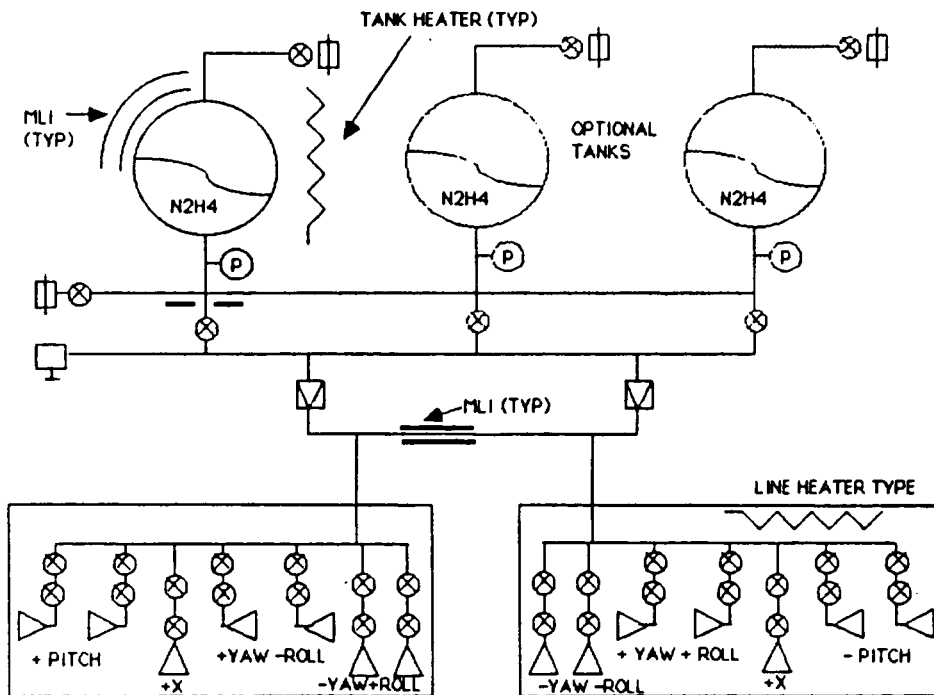 TANK HEATER (TYP)
MLI
(TYP)
OPTIONAL
TANKS
N2H4
N2H4
N2H4
P
P
P
MLI (TYP)
LINE HEATER TYPE
+ PITCH
+X
+YAW -ROLL
-YAW+ROLL
-YAW -ROLL
+ YAW + ROLL
+X
- PITCH